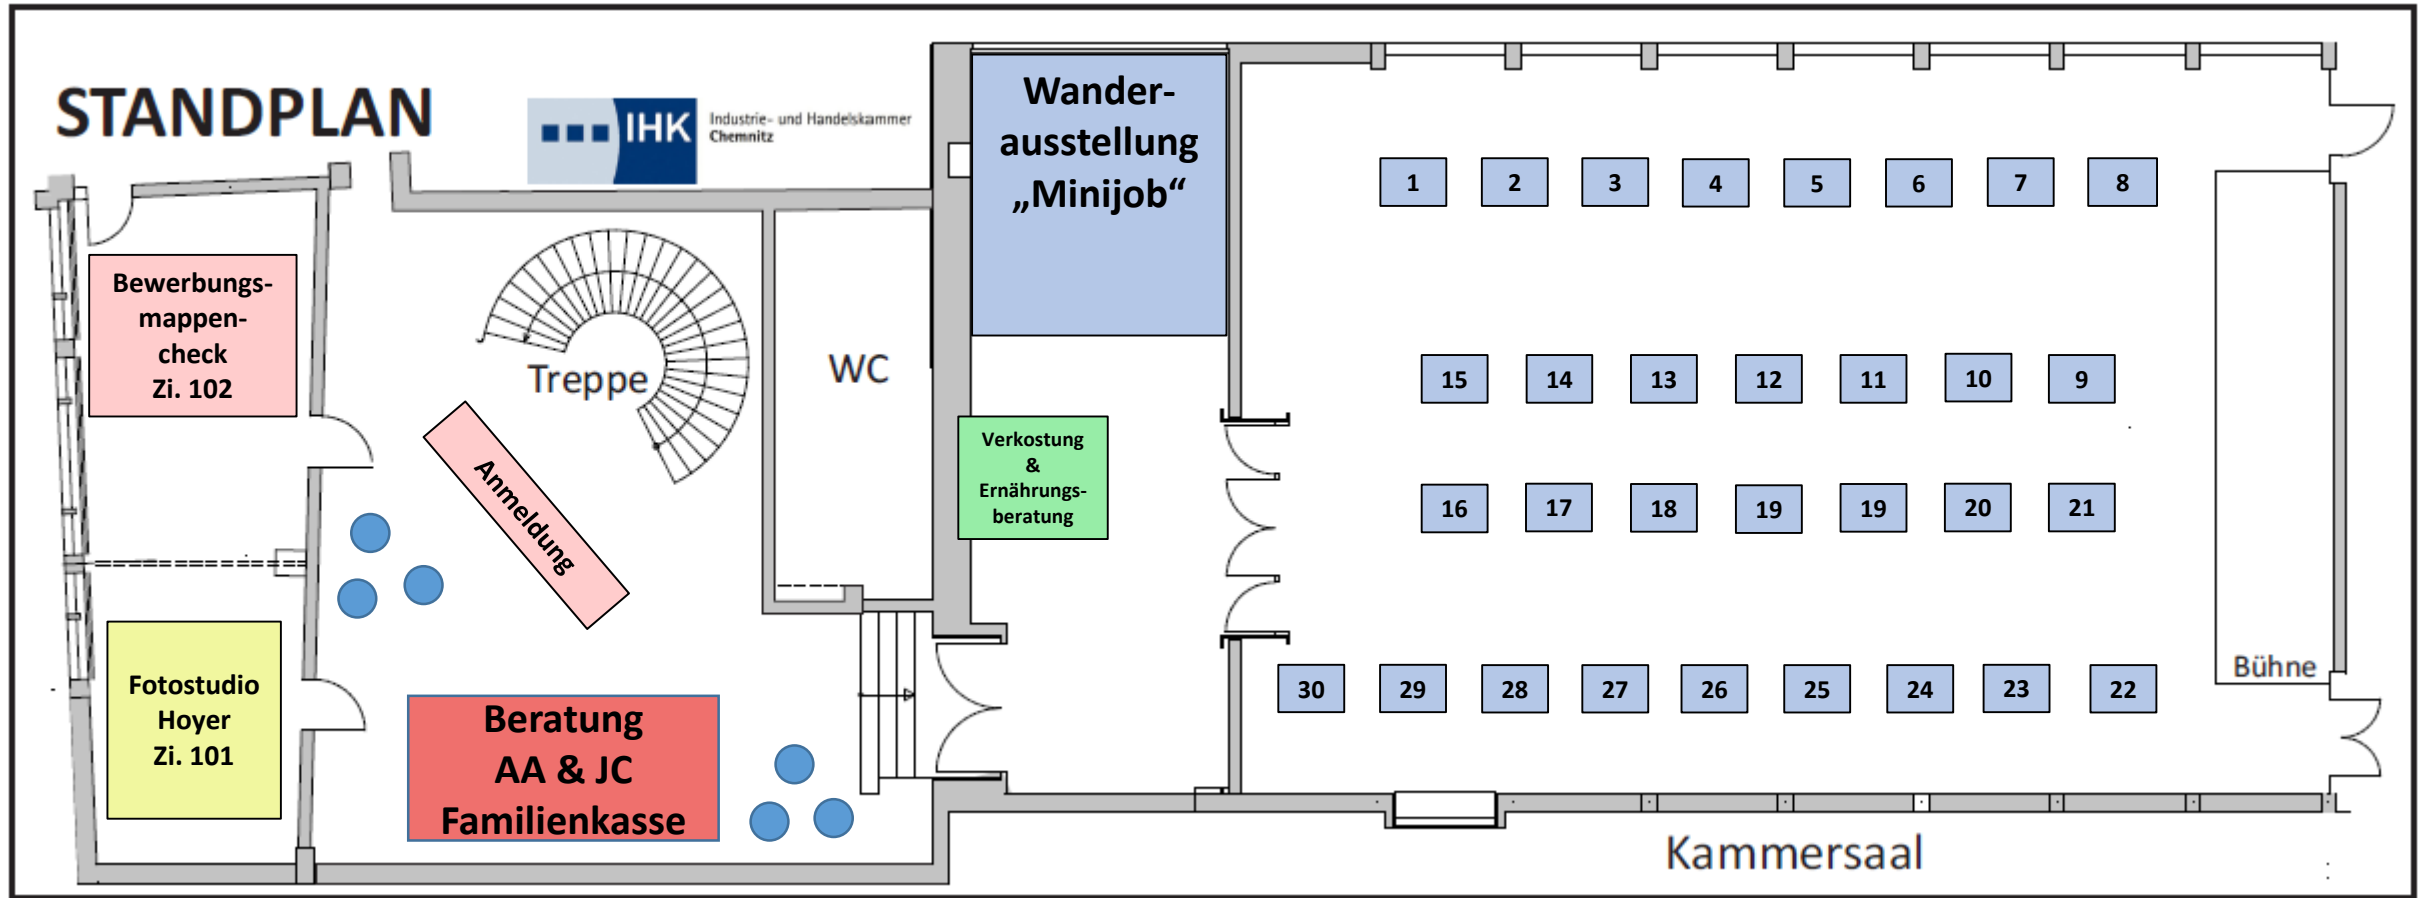 STANDPLAN
IHK
Industrie- und Handelskammer
Chemnitz
Wander-
ausstellung
„Minijob“
1 2 3 4 5 6 7 8
Bewerbungs-
mappen-
check
Zi. 102
Treppe
WC
15 14 13 12 11 10 9
Verkostung
&
Ernährungs-
beratung
Anmeldung
16 17 18 19 19 20 21
Fotostudio
Hoyer
Zi. 101
Beratung
AA & JC
Familienkasse
30 29 28 27 26 25 24 23 22
Bühne
Kammersaal